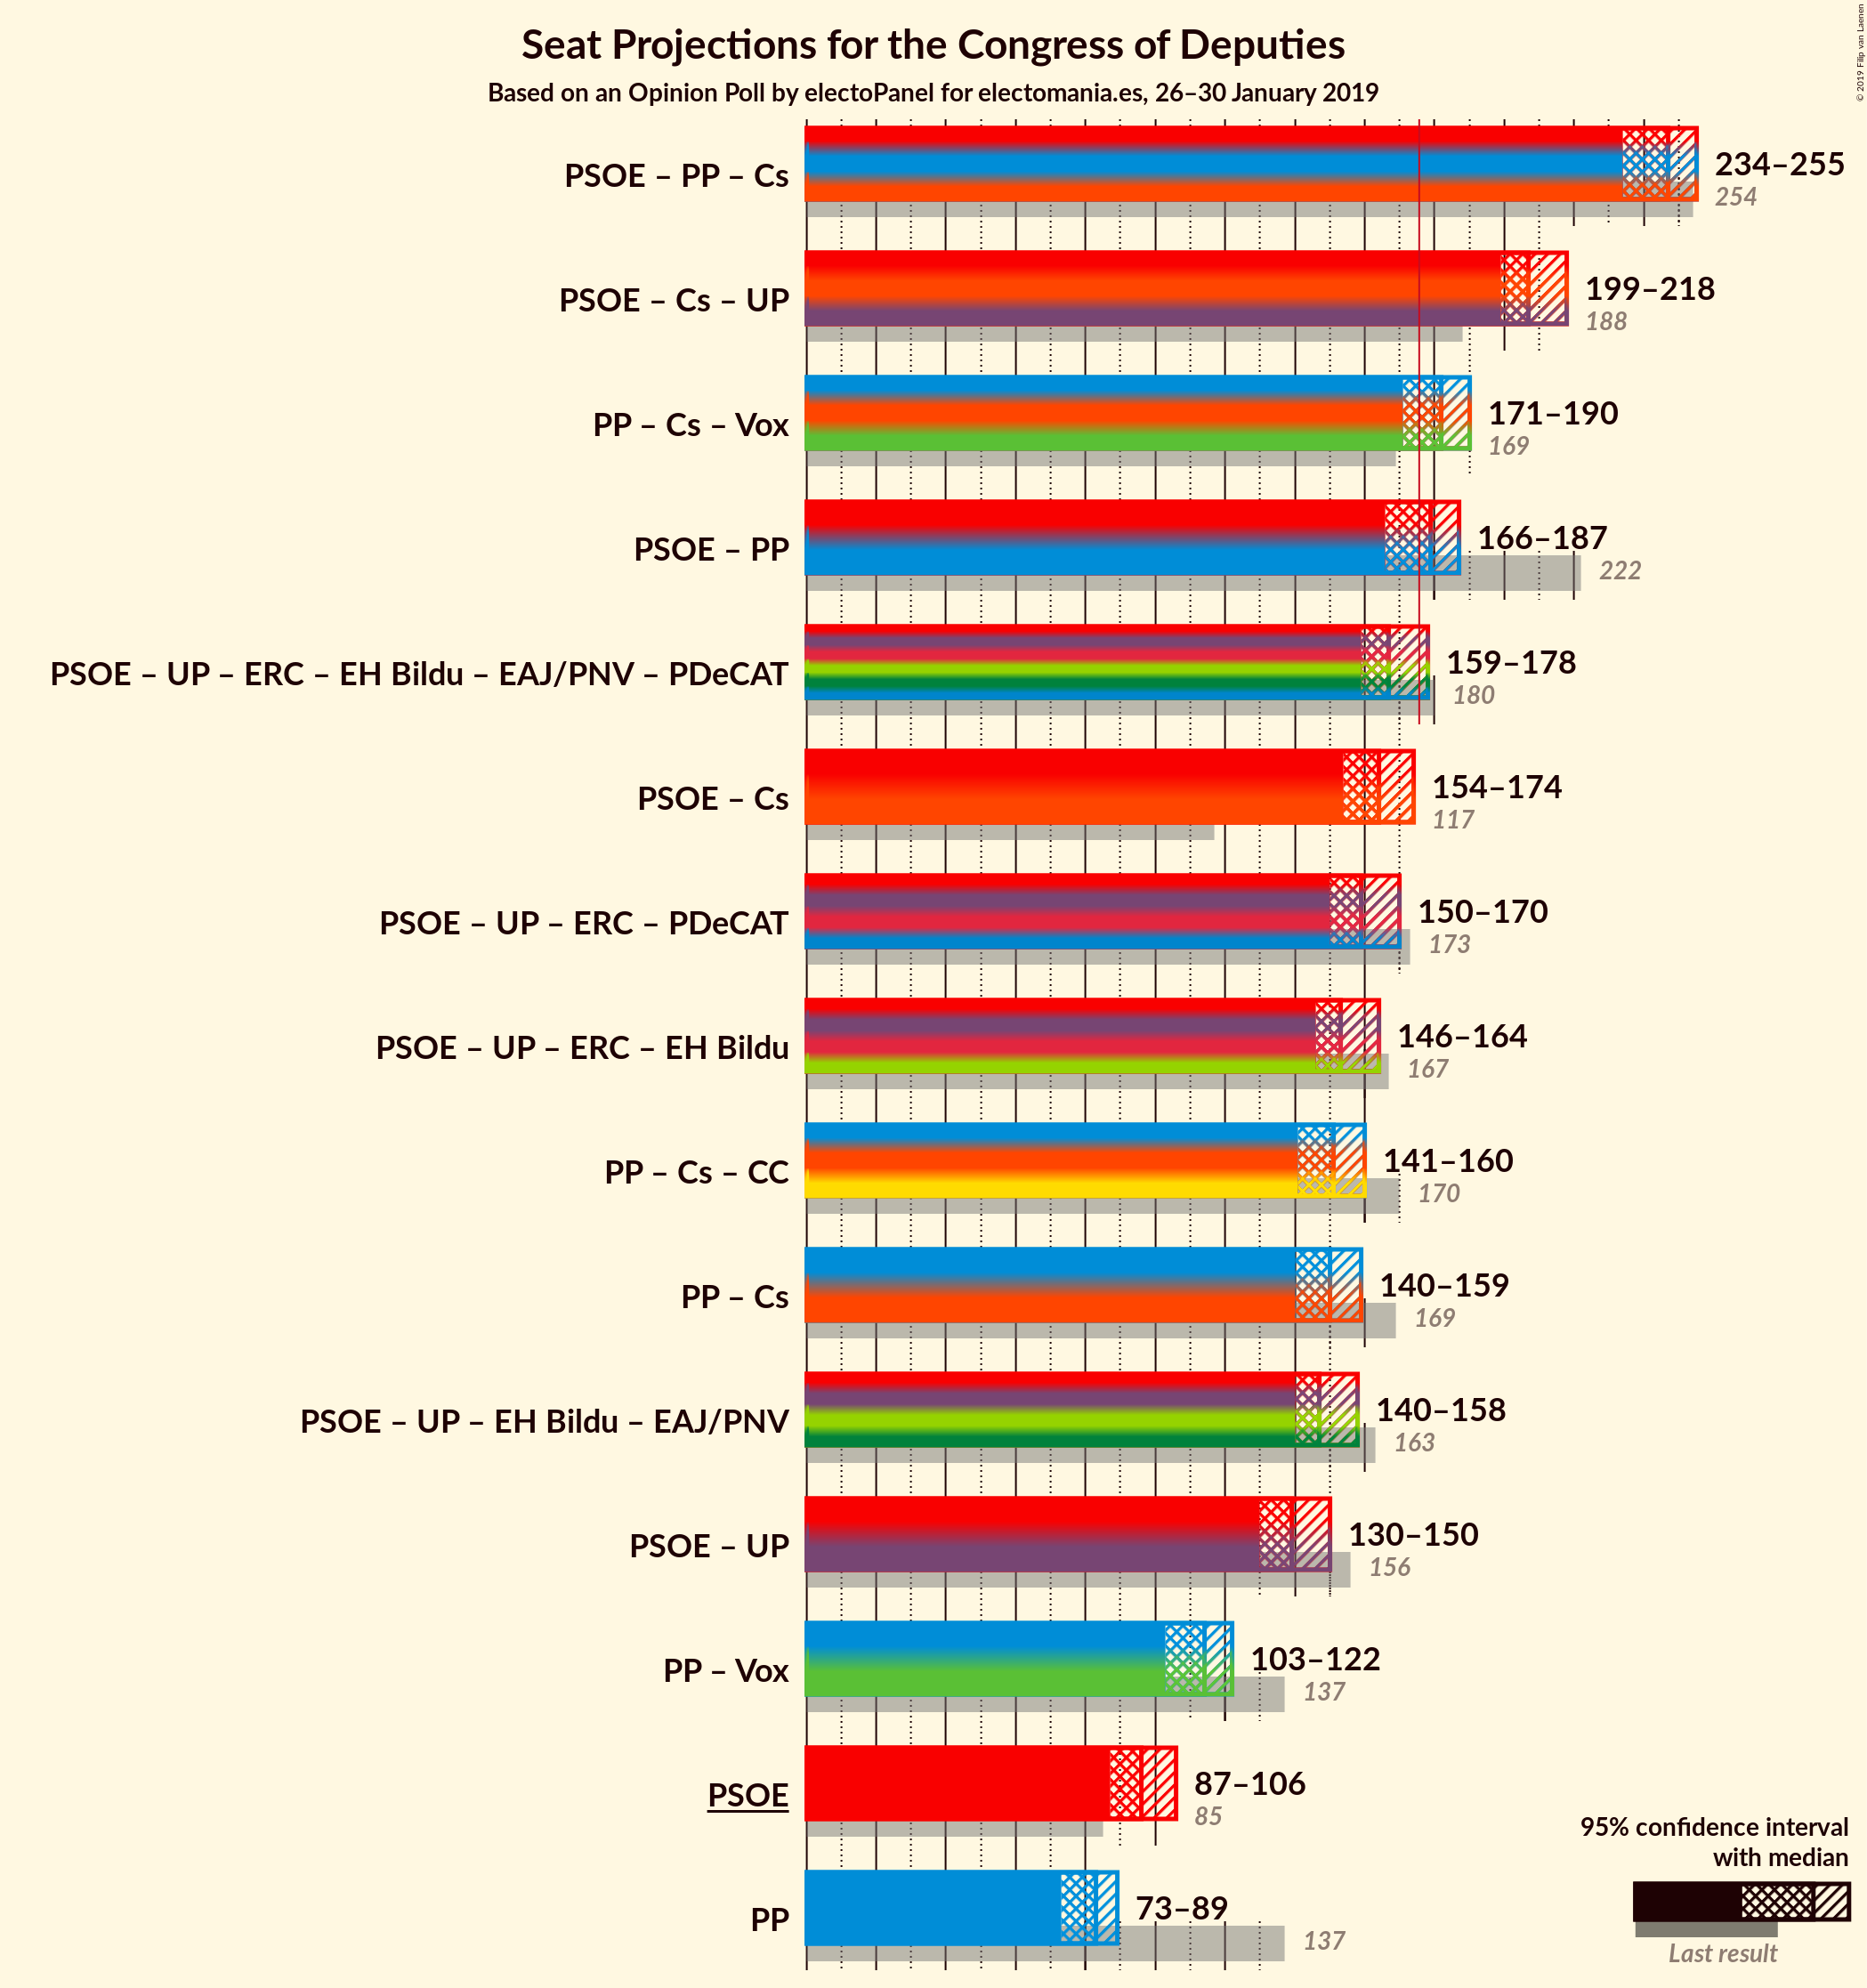 Seat Projections for the Congress of Deputies
Based on an Opinion Poll by electoPanel for electomania.es, 26–30 January 2019
© 2019 Filip van Laenen
PSOE – PP – Cs
234–255
254
PSOE – Cs – UP
199–218
188
PP – Cs – Vox
171–190
169
PSOE – PP
166–187
222
PSOE – UP – ERC – EH Bildu – EAJ/PNV – PDeCAT
159–178
180
PSOE – Cs
154–174
117
PSOE – UP – ERC – PDeCAT
150–170
173
PSOE – UP – ERC – EH Bildu
146–164
167
PP – Cs – CC
141–160
170
PP – Cs
140–159
169
PSOE – UP – EH Bildu – EAJ/PNV
140–158
163
PSOE – UP
130–150
156
PP – Vox
103–122
137
PSOE
87–106
85
PP
73–89
137
95% confidence interval
with median
Last result